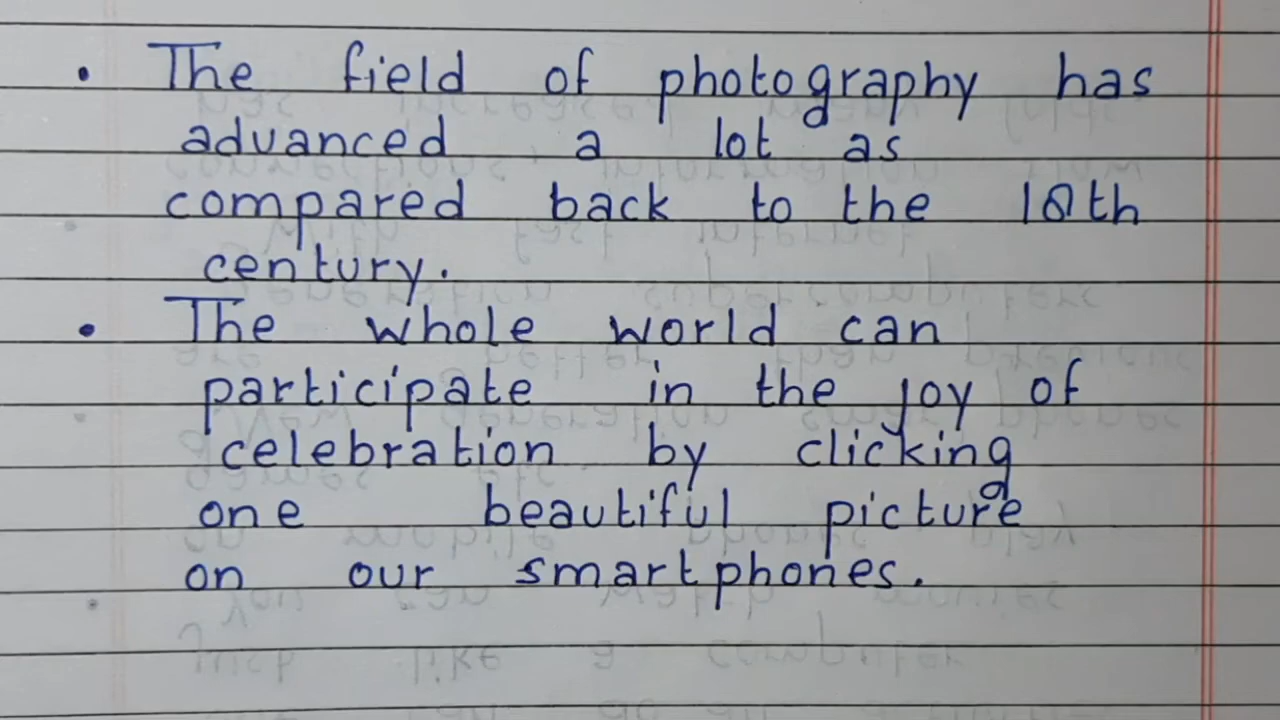 • The field of photography has
advanced a lot as
compared back to the 18th
century.
• The whole world can
participate in the joy of
celebration by clicking
one beautiful picture
on our smartphones.